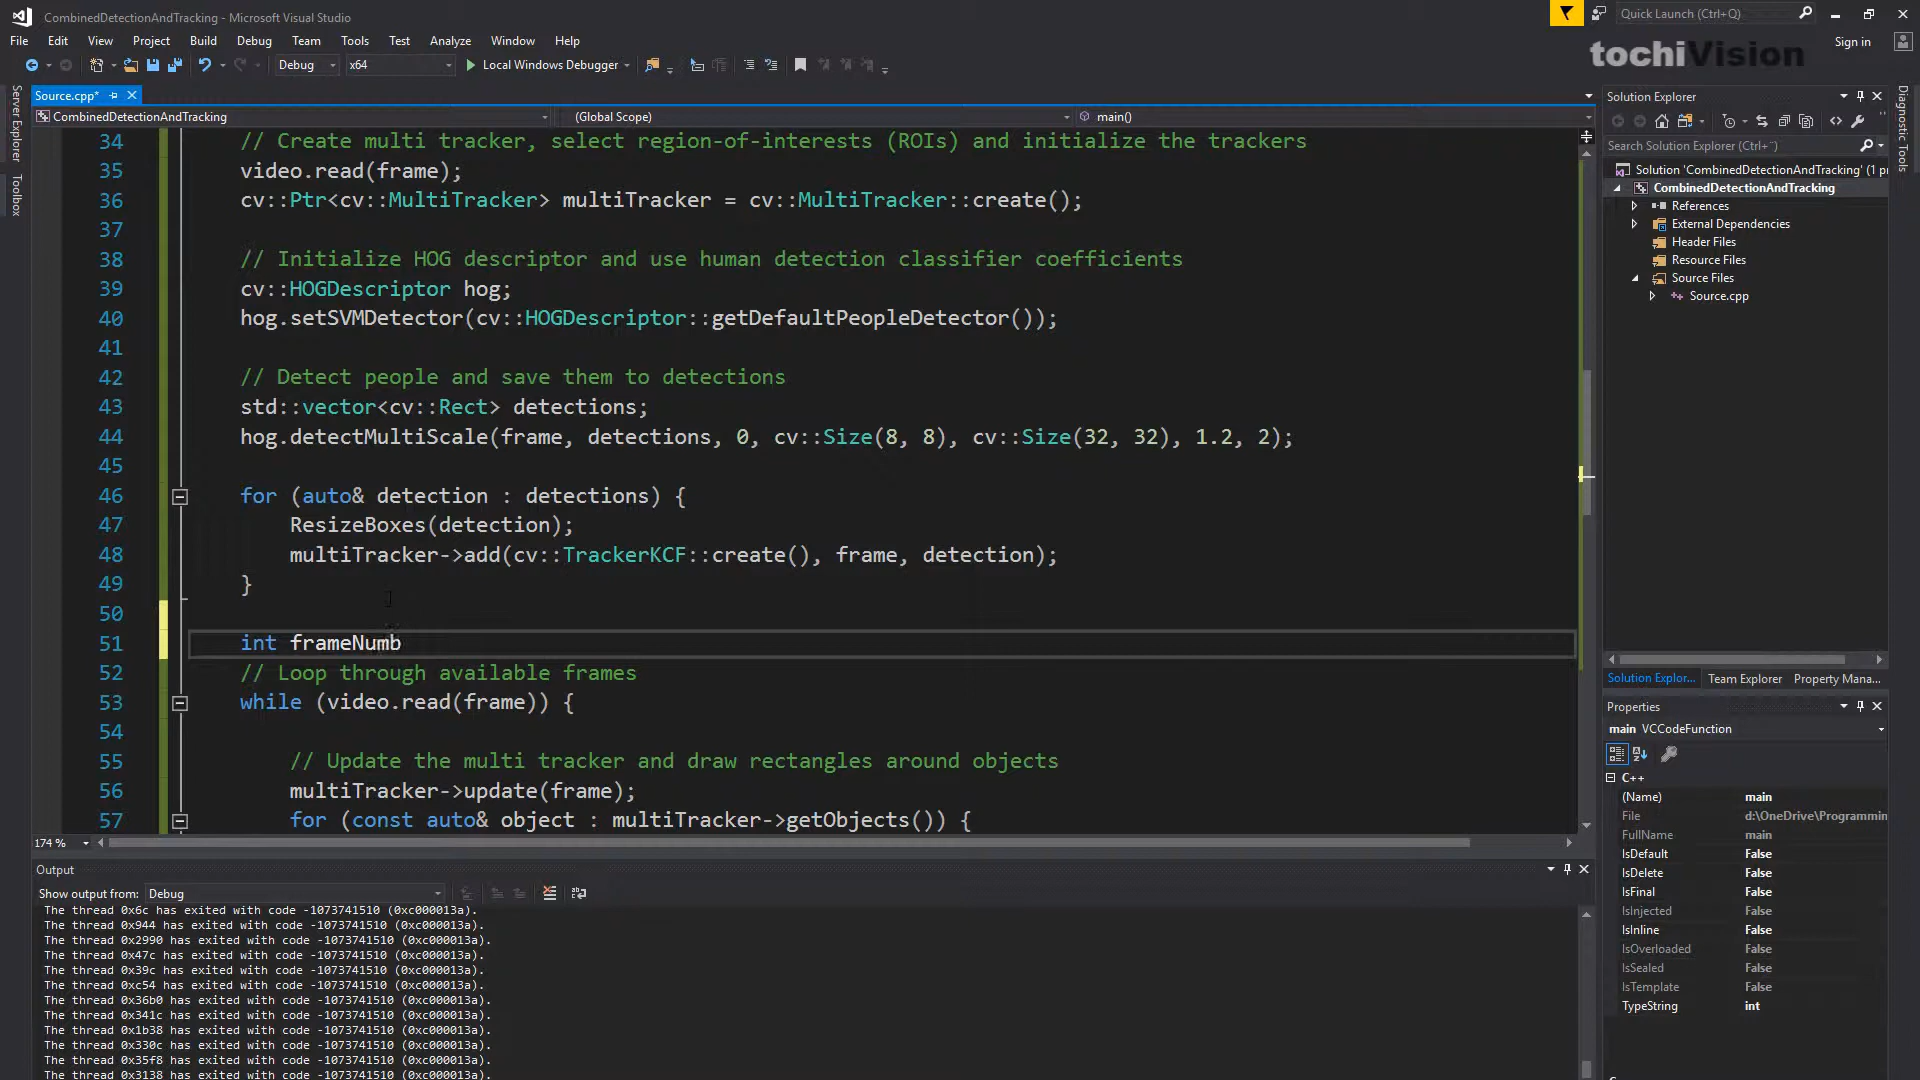 CombinedDetectionAndTracking - Microsoft Visual Studio
Quick Launch (Ctrl+Q)
File Edit View Project Build Debug Team Tools Test Analyze Window Help
Sign in
tochiVision
Debug x64 Local Windows Debugger
Source.cpp*
CombinedDetectionAndTracking (Global Scope) main()
Server Explorer
Toolbox
34 // Create multi tracker, select region-of-interests (ROIs) and initialize the trackers
35 video.read(frame);
36 cv::Ptr<cv::MultiTracker> multiTracker = cv::MultiTracker::create();
37
38 // Initialize HOG descriptor and use human detection classifier coefficients
39 cv::HOGDescriptor hog;
40 hog.setSVMDetector(cv::HOGDescriptor::getDefaultPeopleDetector());
41
42 // Detect people and save them to detections
43 std::vector<cv::Rect> detections;
44 hog.detectMultiScale(frame, detections, 0, cv::Size(8, 8), cv::Size(32, 32), 1.2, 2);
45
46 for (auto& detection : detections) {
47 ResizeBoxes(detection);
48 multiTracker->add(cv::TrackerKCF::create(), frame, detection);
49 }
50
51 int frameNumb
52 // Loop through available frames
53 while (video.read(frame)) {
54
55 // Update the multi tracker and draw rectangles around objects
56 multiTracker->update(frame);
57 for (const auto& object : multiTracker->getObjects()) {
174 %
Output
Show output from: Debug
The thread 0x6c has exited with code -1073741510 (0xc000013a).
The thread 0x944 has exited with code -1073741510 (0xc000013a).
The thread 0x2990 has exited with code -1073741510 (0xc000013a).
The thread 0x47c has exited with code -1073741510 (0xc000013a).
The thread 0x39c has exited with code -1073741510 (0xc000013a).
The thread 0xc54 has exited with code -1073741510 (0xc000013a).
The thread 0x36b0 has exited with code -1073741510 (0xc000013a).
The thread 0x341c has exited with code -1073741510 (0xc000013a).
The thread 0x1b38 has exited with code -1073741510 (0xc000013a).
The thread 0x330c has exited with code -1073741510 (0xc000013a).
The thread 0x35f8 has exited with code -1073741510 (0xc000013a).
The thread 0x3138 has exited with code -1073741510 (0xc000013a).
Solution Explorer
Search Solution Explorer (Ctrl+¨)
Solution 'CombinedDetectionAndTracking' (1 pr
CombinedDetectionAndTracking
References
External Dependencies
Header Files
Resource Files
Source Files
Source.cpp
Solution Explor... Team Explorer Property Mana...
Properties
main VCCodeFunction
C++
(Name) main
File d:\OneDrive\Programmin
FullName main
IsDefault False
IsDelete False
IsFinal False
IsInjected False
IsInline False
IsOverloaded False
IsSealed False
IsTemplate False
TypeString int
Diagnostic Tools